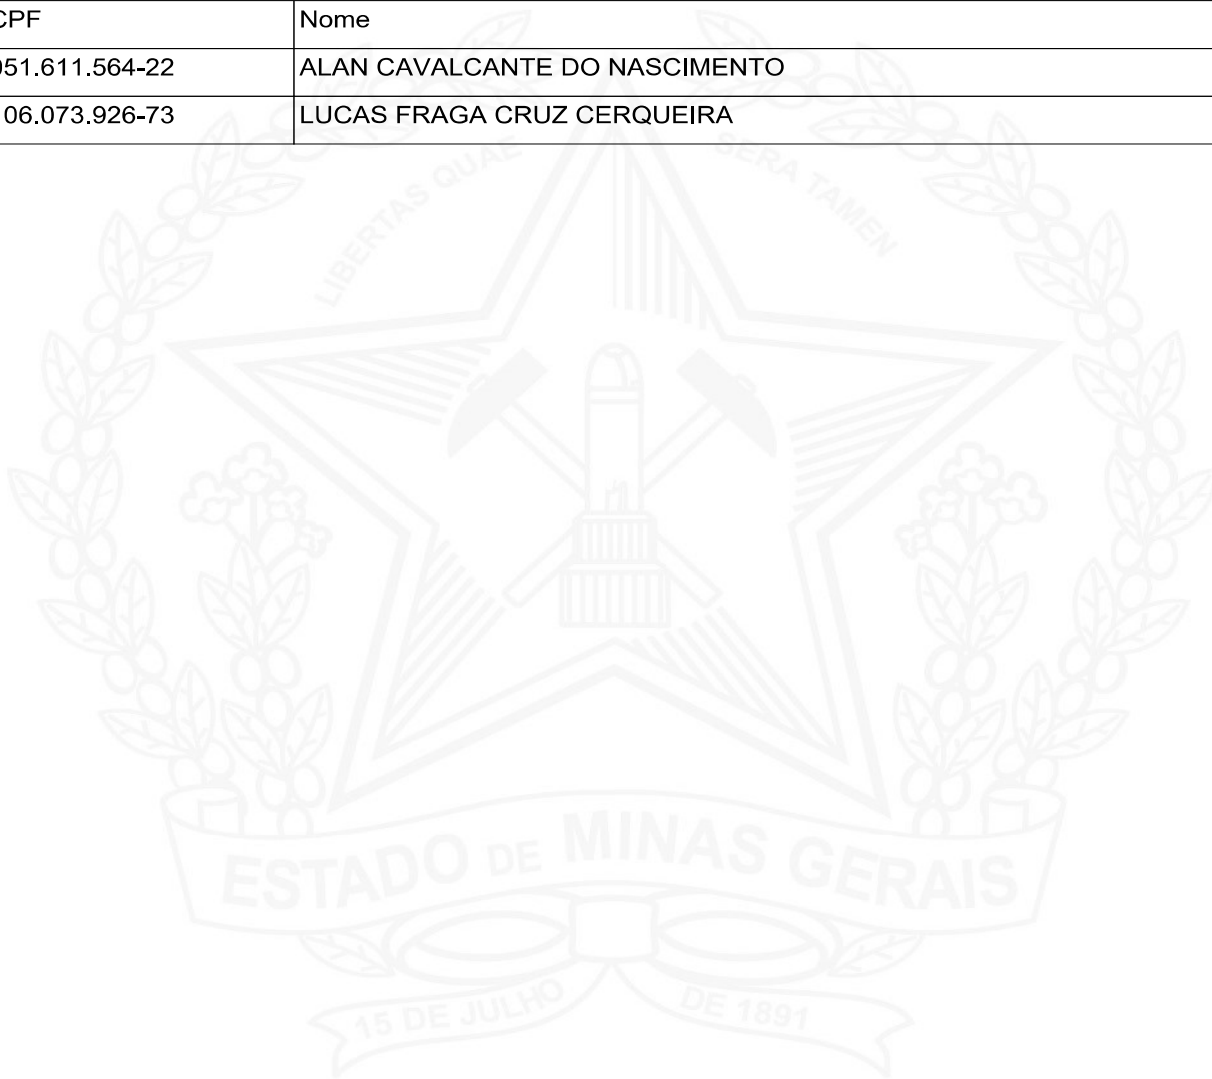 CPF Nome
051.611.564-22 ALAN CAVALCANTE DO NASCIMENTO
06.073.926-73 LUCAS FRAGA CRUZ CERQUEIRA
LIBERTAS QUAE SERA TAMEN
ESTADO DE MINAS GERAIS
15 DE JULHO DE 1891